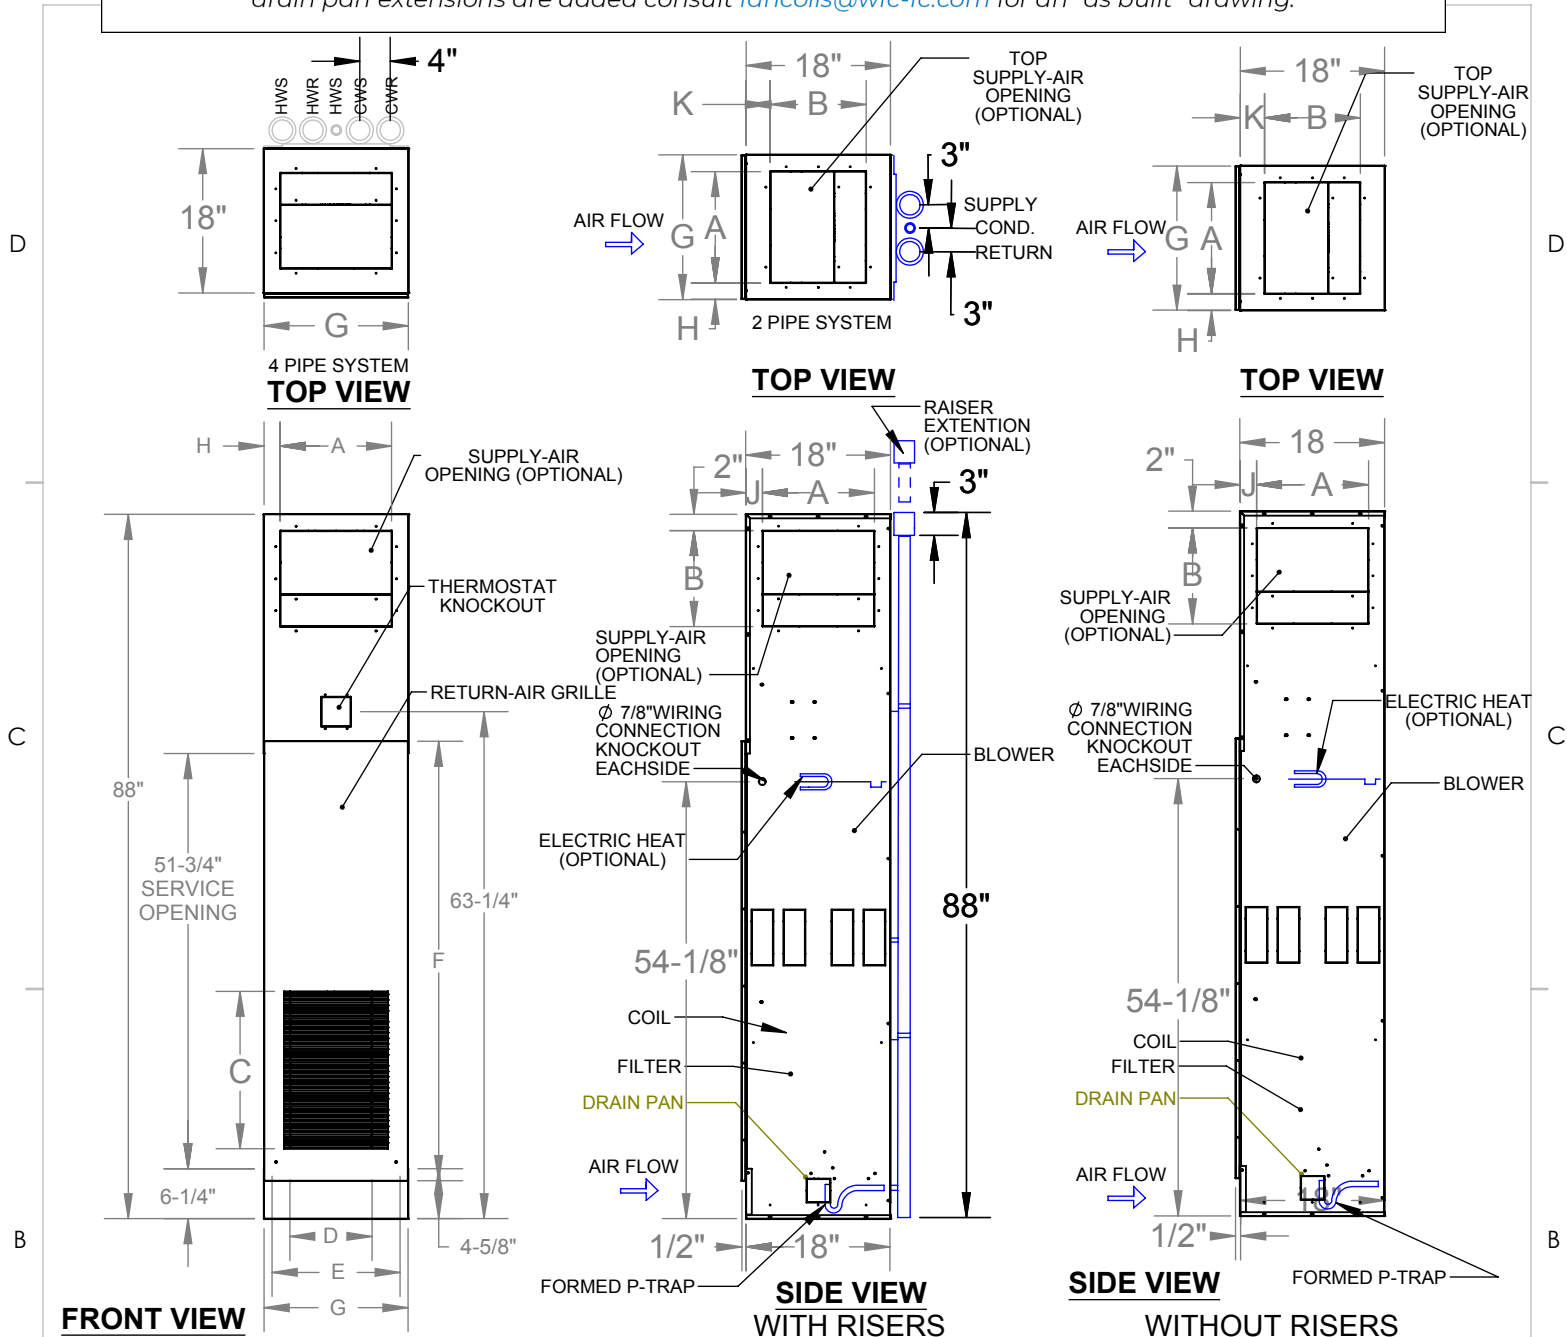 drain pan extensions are added consult fancoils@wfc-fc.com for an "as built" drawing.
HWS
HWR
HWS
CWS
CWR
4"
18"
G
4 PIPE SYSTEM
TOP VIEW
18"
K
B
TOP
SUPPLY-AIR
OPENING
(OPTIONAL)
3"
AIR FLOW
G
A
SUPPLY
COND.
RETURN
H
2 PIPE SYSTEM
3"
TOP VIEW
18"
K
B
TOP
SUPPLY-AIR
OPENING
(OPTIONAL)
AIR FLOW
G
A
H
TOP VIEW
D
D
H
A
SUPPLY-AIR
OPENING (OPTIONAL)
THERMOSTAT
KNOCKOUT
RETURN-AIR GRILLE
88"
51-3/4"
SERVICE
OPENING
63-1/4"
F
C
6-1/4"
4-5/8"
D
E
G
FRONT VIEW
RAISER
EXTENTION
(OPTIONAL)
2"
18"
3"
J
A
B
SUPPLY-AIR
OPENING
(OPTIONAL)
Ø 7/8"WIRING
CONNECTION
KNOCKOUT
EACHSIDE
BLOWER
ELECTRIC HEAT
(OPTIONAL)
88"
54-1/8"
COIL
FILTER
DRAIN PAN
AIR FLOW
1/2"
18"
FORMED P-TRAP
SIDE VIEW
WITH RISERS
18
2"
J
A
B
SUPPLY-AIR
OPENING
(OPTIONAL)
Ø 7/8"WIRING
CONNECTION
KNOCKOUT
EACHSIDE
ELECTRIC HEAT
(OPTIONAL)
BLOWER
54-1/8"
COIL
FILTER
DRAIN PAN
AIR FLOW
18"
1/2"
FORMED P-TRAP
SIDE VIEW
WITHOUT RISERS
C
C
B
B